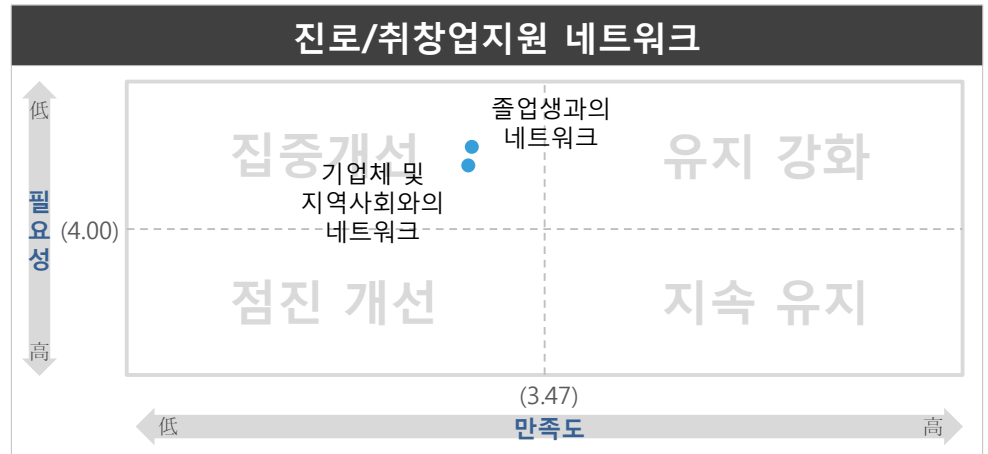 진로/취창업지원 네트워크
低
필
요
성
高
(4.00)
집중개선
유지 강화
졸업생과의
네트워크
기업체 및
지역사회와의
네트워크
점진 개선
지속 유지
(3.47)
低
만족도
高